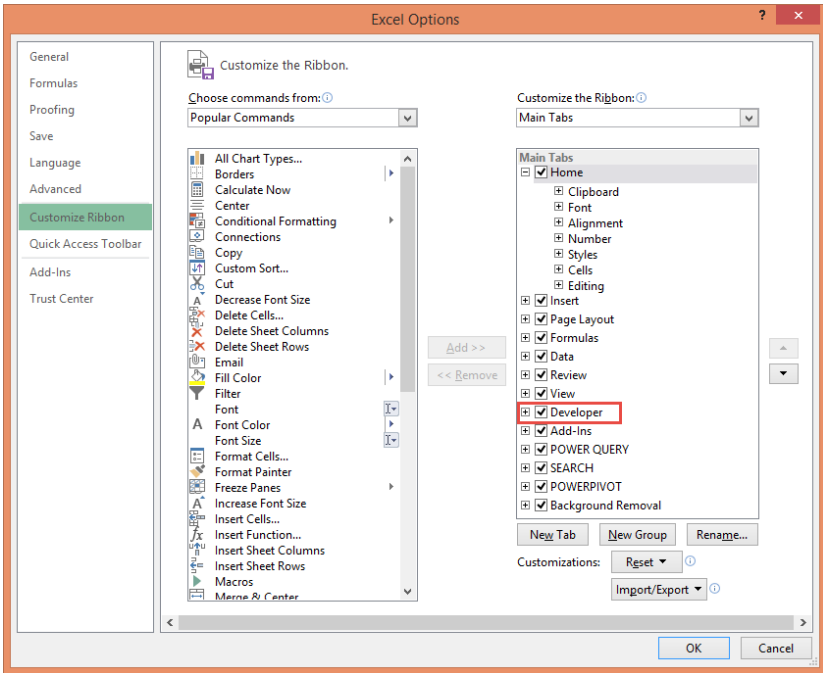 Excel Options
?
General
Formulas
Proofing
Save
Language
Advanced
Customize Ribbon
Quick Access Toolbar
Add-Ins
Trust Center
Customize the Ribbon.
Choose commands from:
Popular Commands
All Chart Types...
Borders
Calculate Now
Center
Conditional Formatting
Connections
Copy
Custom Sort...
Cut
Decrease Font Size
Delete Cells...
Delete Sheet Columns
Delete Sheet Rows
Email
Fill Color
Filter
Font
Font Color
Font Size
Format Cells...
Format Painter
Freeze Panes
Increase Font Size
Insert Cells...
Insert Function...
Insert Sheet Columns
Insert Sheet Rows
Macros
Merge & Center
Add >>
<< Remove
Customize the Ribbon:
Main Tabs
Main Tabs
Home
Clipboard
Font
Alignment
Number
Styles
Cells
Editing
Insert
Page Layout
Formulas
Data
Review
View
Developer
Add-Ins
POWER QUERY
SEARCH
POWERPIVOT
Background Removal
New Tab New Group Rename...
Customizations: Reset
Import/Export
OK Cancel